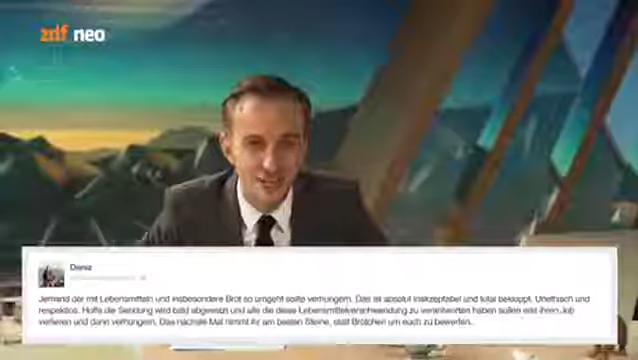 zdf neo
Deniz
Jemand der mit Lebensmitteln und insbesondere Brot so umgeht sollte verhungern. Das ist absolut inakzeptabel und total bekloppt. Unethisch und
respektlos. Hoffe die Sendung wird bald abgesetzt und alle die diese Lebensmittelverschwendung zu verantworten haben sollen erst ihren Job
verlieren und dann verhungern. Das nächste Mal nimmt ihr am besten Steine, statt Brötchen um euch zu bewerfen..